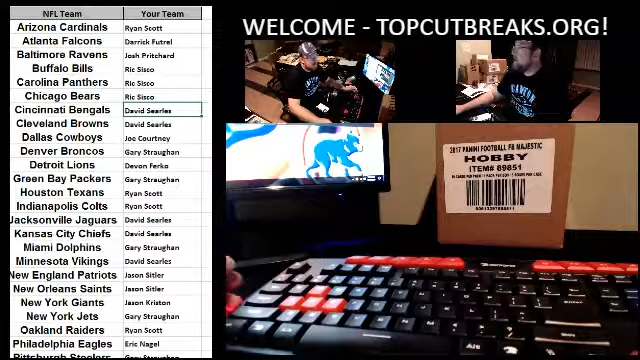 WELCOME - TOPCUTBREAKS.ORG!
NFL Team Your Team
Arizona Cardinals Ryan Scott
Atlanta Falcons Darrick Futrel
Baltimore Ravens Josh Pritchard
Buffalo Bills Ric Sisco
Carolina Panthers Ric Sisco
Chicago Bears Ric Sisco
Cincinnati Bengals David Searles
Cleveland Browns David Searles
Dallas Cowboys Joe Courtney
Denver Broncos Gary Straughan
Detroit Lions Devon Ferko
Green Bay Packers Gary Straughan
Houston Texans Ryan Scott
Indianapolis Colts Ryan Scott
Jacksonville Jaguars David Searles
Kansas City Chiefs David Searles
Miami Dolphins Gary Straughan
Minnesota Vikings David Searles
New England Patriots Jason Sitler
New Orleans Saints Jason Sitler
New York Giants Jason Kriston
New York Jets Gary Straughan
Oakland Raiders Ryan Scott
Philadelphia Eagles Eric Nagel
Pittsburgh Steelers Gary Straughan
2017 PANINI FOOTBALL FB MAJESTIC
HOBBY
ITEM# 89851